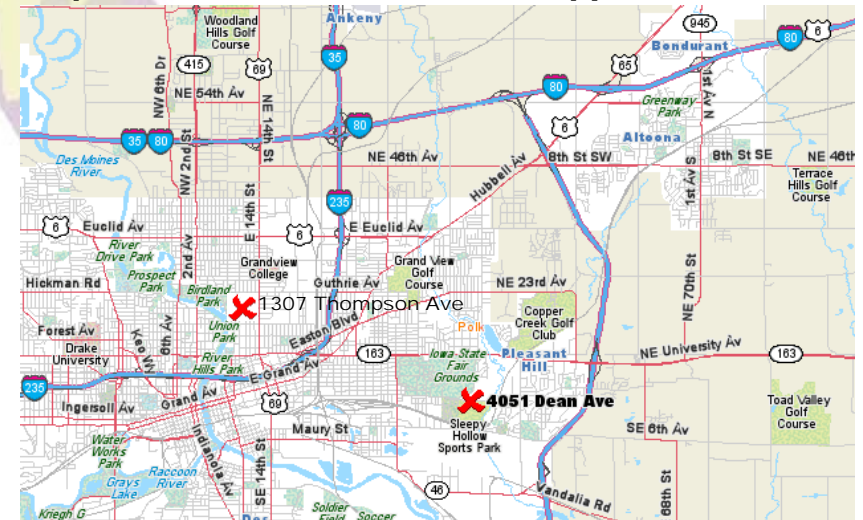 Woodland
Hills Golf
Course
Ankeny
945
80
6
35
Bondurant
415
69
65
NW 6th Dr
NE 54th Av
NE 14th St
80
1st Av N
Greenway
Park
6
Altoona
35
80
80
NW 2nd St
NE 46th Av
Hubbell Av
8th St SW
8th St SE
NE 46th
Des Moines
River
Terrace
Hills Golf
Course
1st Av S
E 14th St
235
6
Euclid Av
6
E Euclid Av
River
Drive Park
2nd Av
Grandview
College
Grand View
Golf
Course
Prospect
Park
Hickman Rd
Birdland
Park
Guthrie Av
NE 23rd Av
NE 70th St
1307 Thompson Ave
Copper
Creek Golf
Club
Union
Park
Easton Blvd
Polk
Forest Av
Drake
University
Keo Wy
6th Av
River
Hills Park
163
Iowa State
Fair
Grounds
Pleasant
Hill
NE University Av
163
235
E Grand Av
Grand Av
Ingersoll Av
69
4051 Dean Ave
Toad Valley
Golf
Course
Sleepy
Hollow
Sports Park
Maury St
SE 6th Av
Water
Works
Park
Indianola Av
SE 14th St
Raccoon
River
Grays
Lake
46
Vandalia Rd
68th St
Kriegh G
Des
Soldier
Field
Soccer